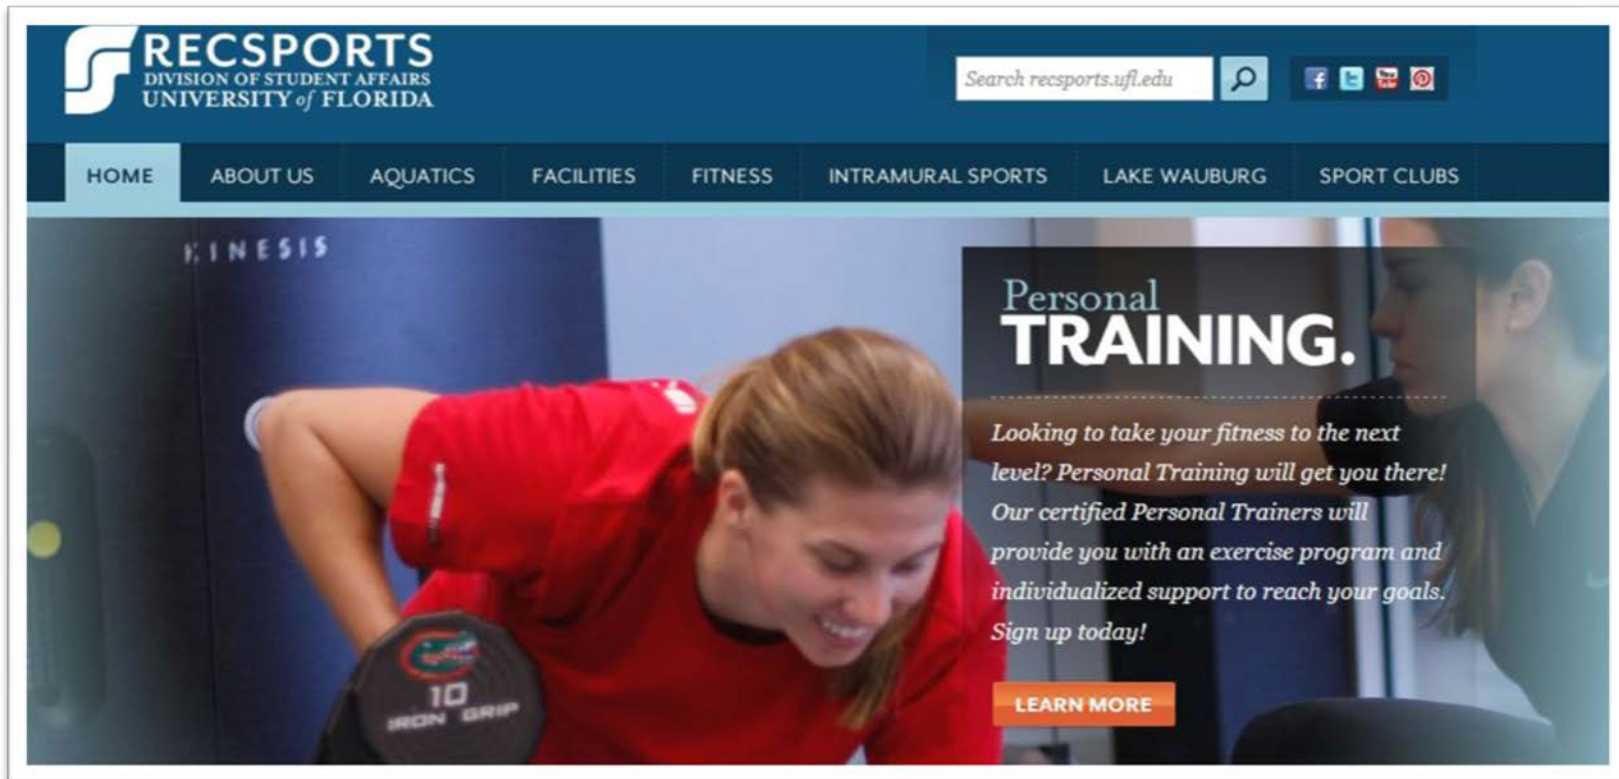 RECSPORTS
DIVISION OF STUDENT AFFAIRS
UNIVERSITY of FLORIDA
Search recsports.ufl.edu
HOME ABOUT US AQUATICS FACILITIES FITNESS INTRAMURAL SPORTS LAKE WAUBURG SPORT CLUBS
KINESIS
Personal
TRAINING.
Looking to take your fitness to the next
level? Personal Training will get you there!
Our certified Personal Trainers will
provide you with an exercise program and
individualized support to reach your goals.
Sign up today!
LEARN MORE
10
IRON GRIP